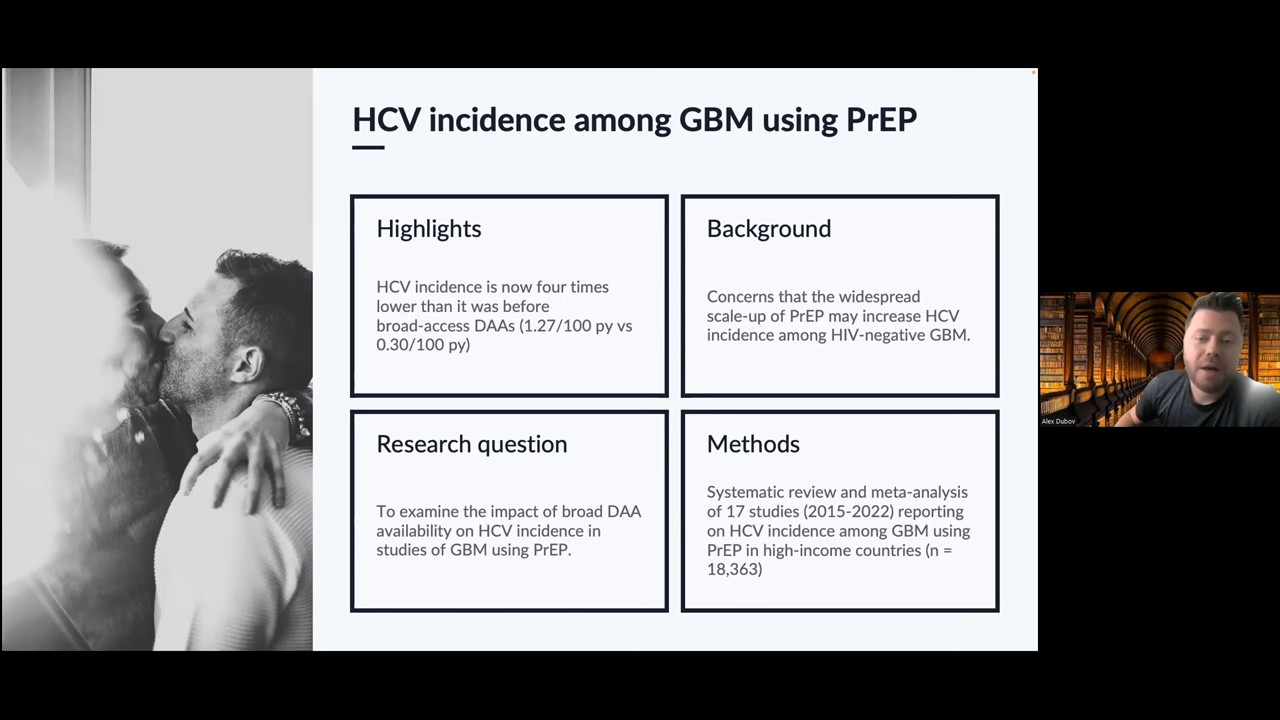 HCV incidence among GBM using PrEP
Highlights
HCV incidence is now four times
lower than it was before
broad-access DAAs (1.27/100 py vs
0.30/100 py)
Background
Concerns that the widespread
scale-up of PrEP may increase HCV
incidence among HIV-negative GBM.
Research question
To examine the impact of broad DAA
availability on HCV incidence in
studies of GBM using PrEP.
Methods
Systematic review and meta-analysis
of 17 studies (2015-2022) reporting
on HCV incidence among GBM using
PrEP in high-income countries (n =
18,363)
Alex Dubov